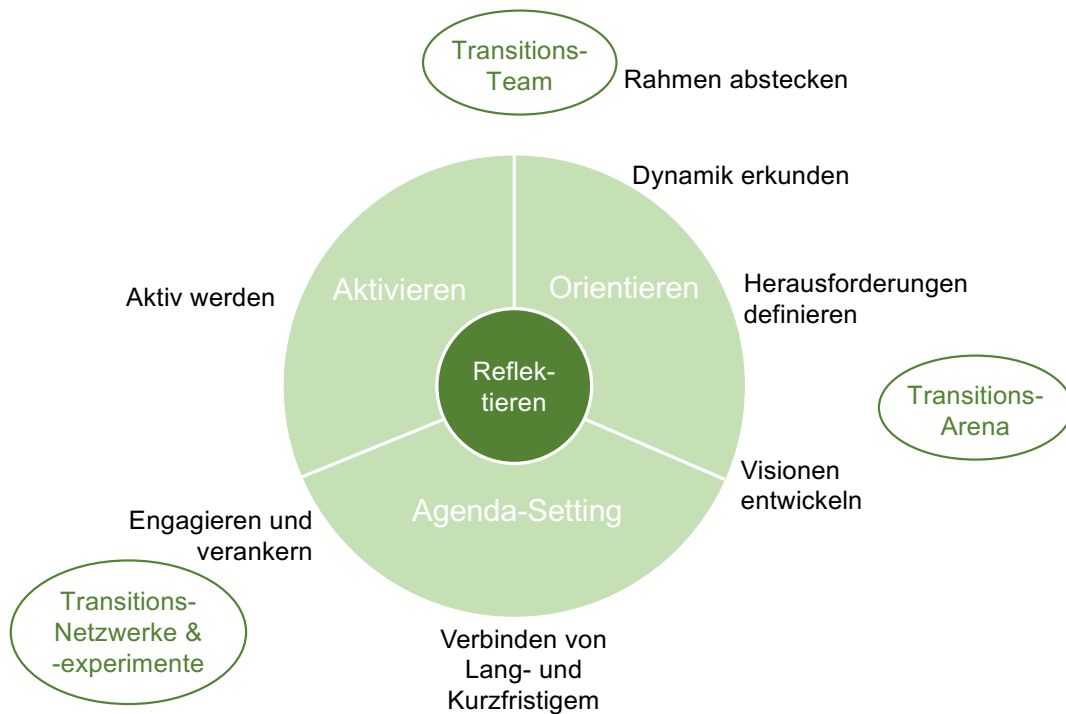 Transitions-
Team
Rahmen abstecken
Dynamik erkunden
Aktivieren
Orientieren
Herausforderungen
definieren
Aktiv werden
Reflek-
tieren
Transitions-
Arena
Visionen
entwickeln
Agenda-Setting
Engagieren und
verankern
Transitions-
Netzwerke &
-experimente
Verbinden von
Lang- und
Kurzfristigem